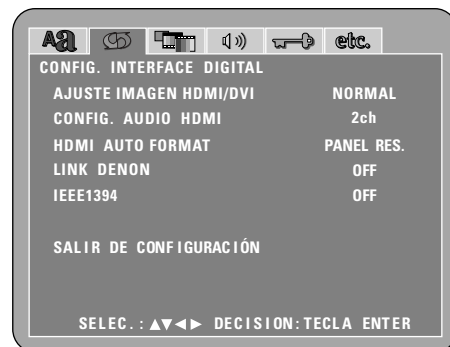 Aa etc.
CONFIG. INTERFACE DIGITAL
AJUSTE IMAGEN HDMI/DVI NORMAL
CONFIG. AUDIO HDMI 2ch
HDMI AUTO FORMAT PANEL RES.
LINK DENON OFF
IEEE1394 OFF
SALIR DE CONFIGURACIÓN
SELEC.:▲▼◄► DECISION:TECLA ENTER